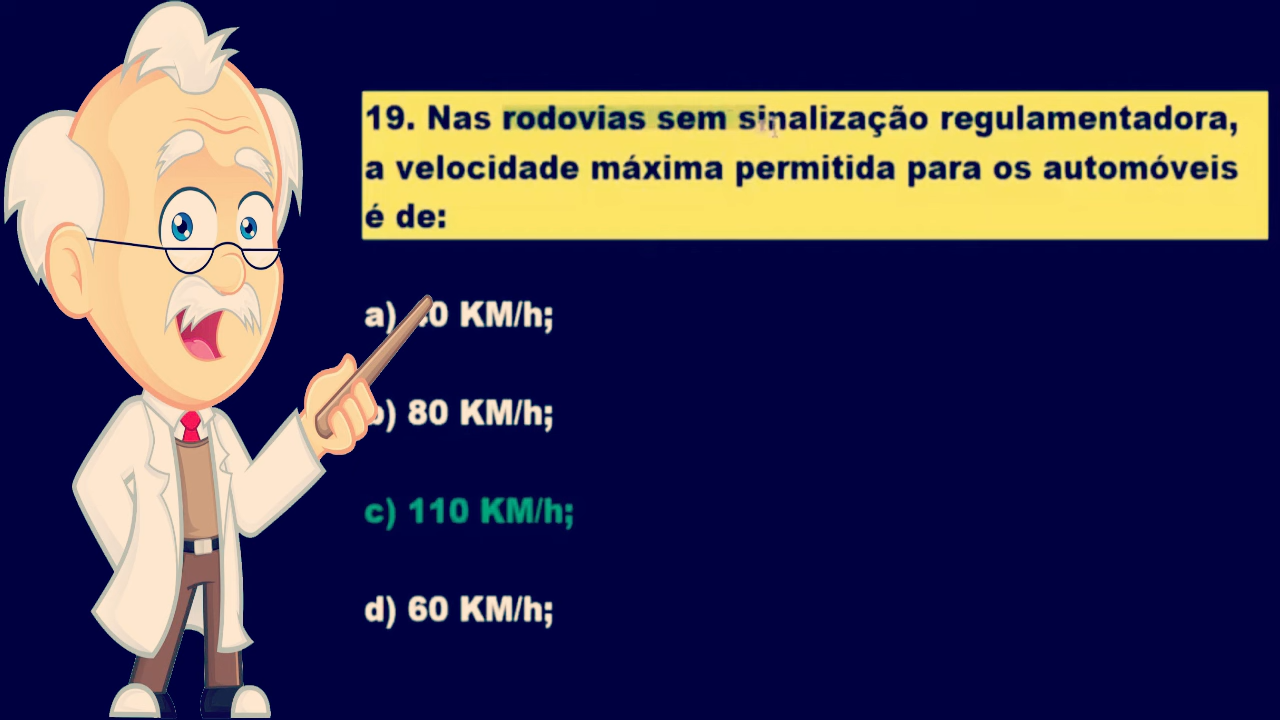 19. Nas rodovias sem sinalização regulamentadora,
a velocidade máxima permitida para os automóveis
é de:
a) KM/h;
b) 80 KM/h;
c) 110 KM/h;
d) 60 KM/h;